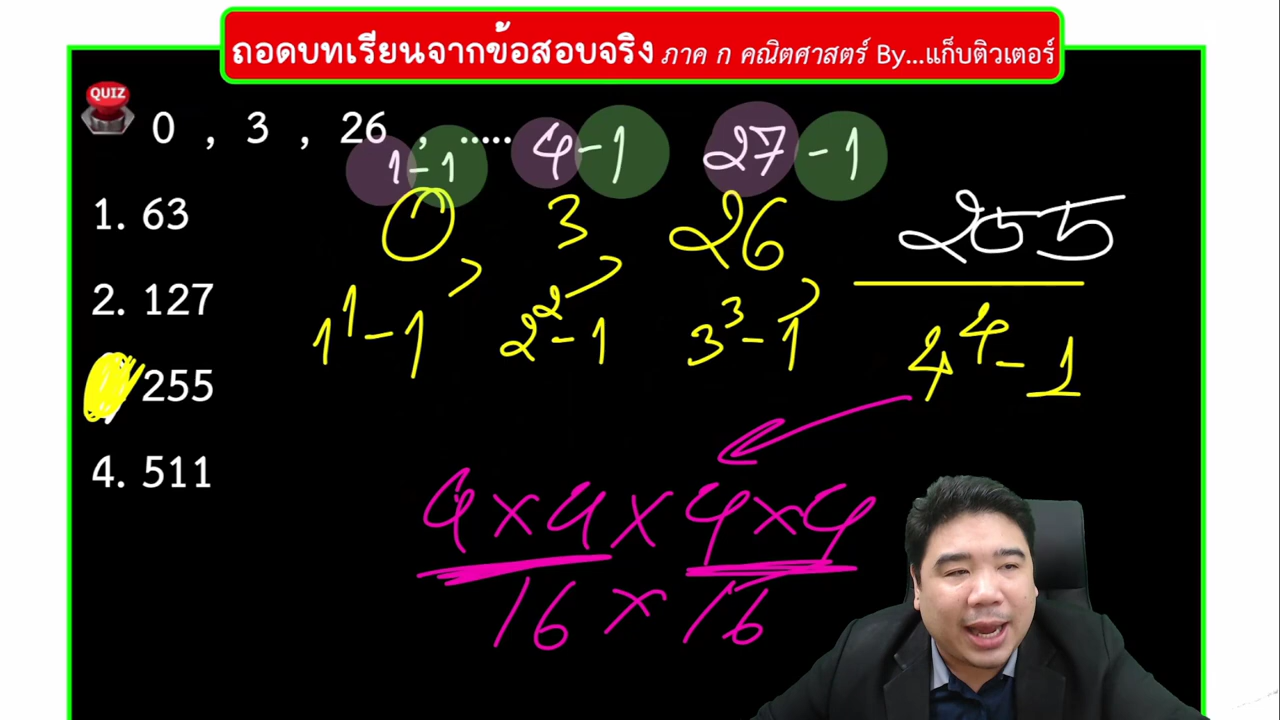 ถอดบทเรียนจากข้อสอบจริง ภาค ก คณิตศาสตร์ By...แก็บติวเตอร์
QUIZ
0 , 3 , 26 , .....
1-1 4-1 27-1
1. 63
0, 3, 26, 255
2. 127
1¹-1 2²-1 3³-1 4⁴-1
255
4. 511
4×4×4×4
16×16